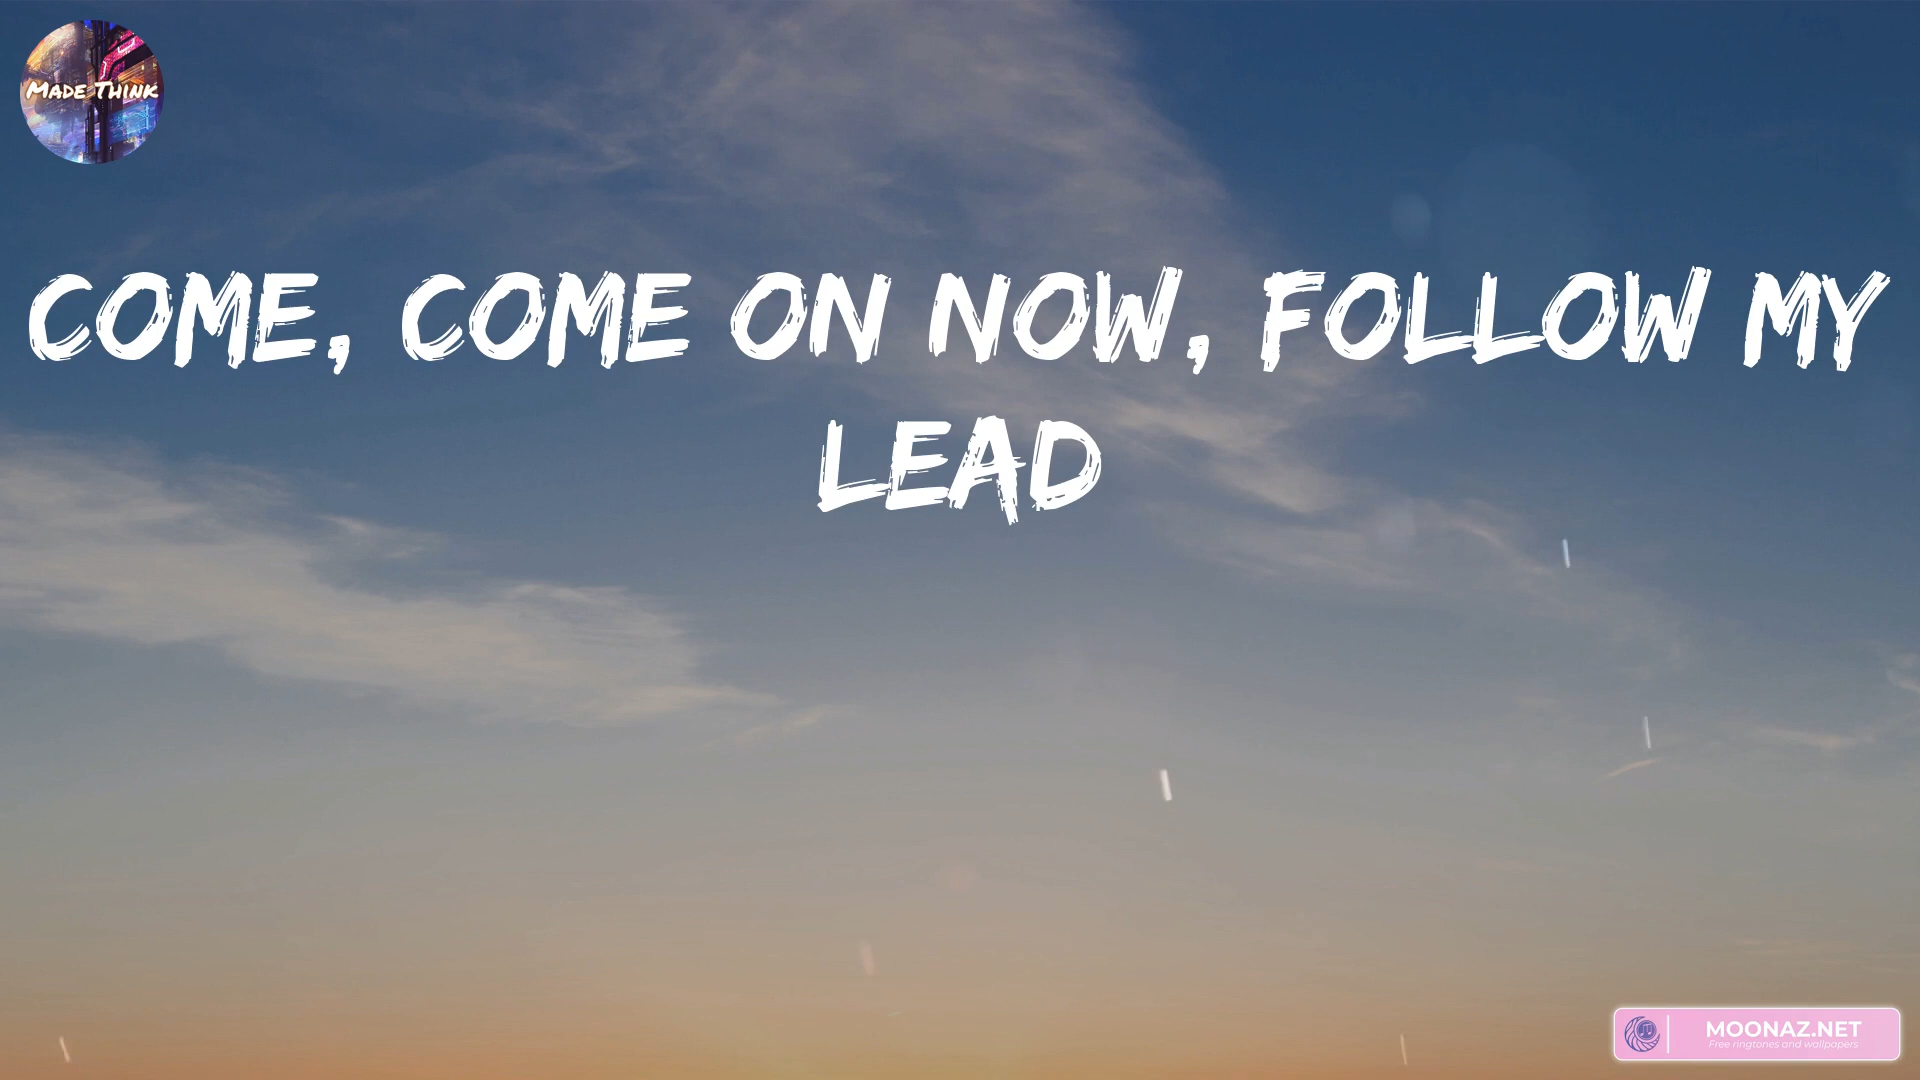 Made Think
COME, COME ON NOW, FOLLOW MY
LEAD
MOONAZ.NET
Free ringtones and wallpapers